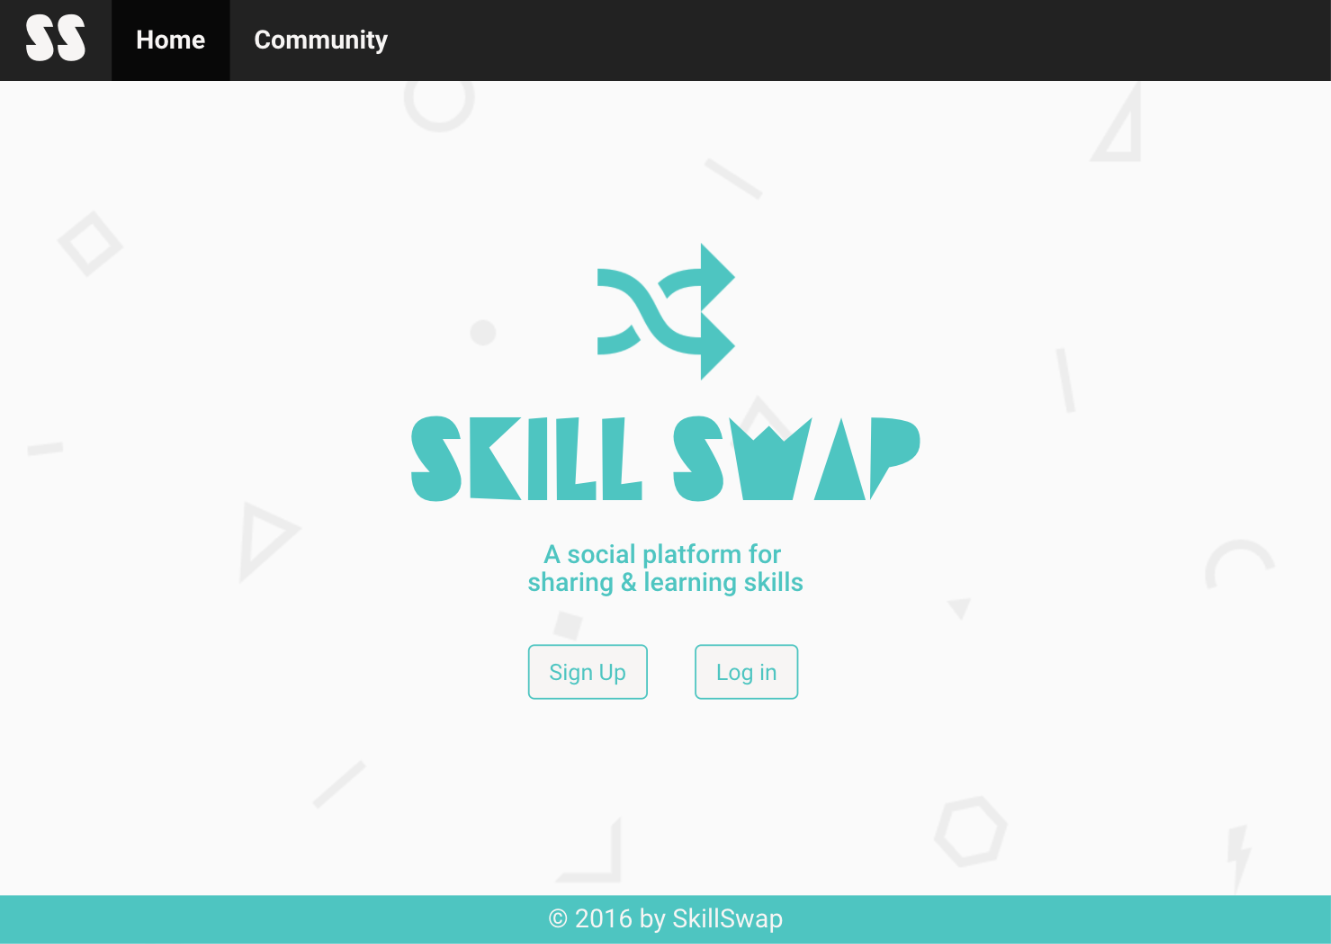 SS Home Community
SKILL SWAP
A social platform for
sharing & learning skills
Sign Up Log in
© 2016 by SkillSwap